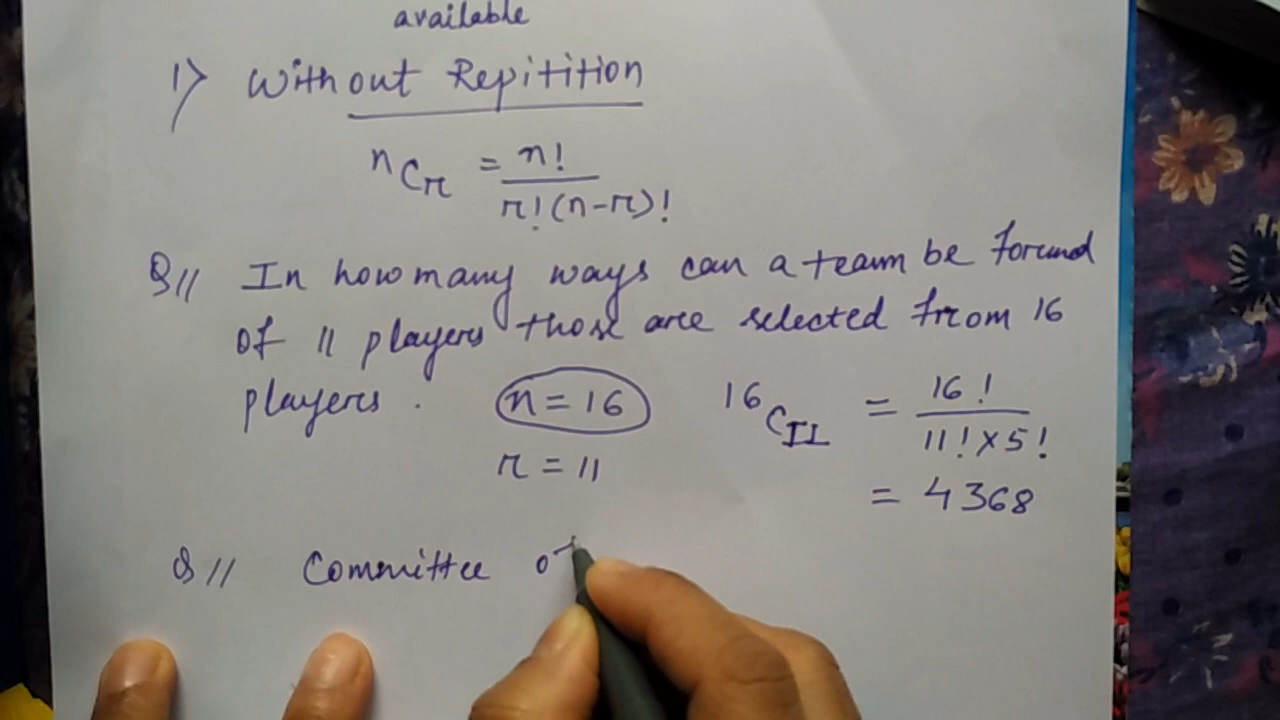 available
1) Without Repitition
nCr = n! / r!(n-r)!
Q// In how many ways can a team be formed
of 11 players those are selected from 16
players.
n = 16
r = 11
16C11 = 16! / 11! x 5!
= 4368
Q// Committee of